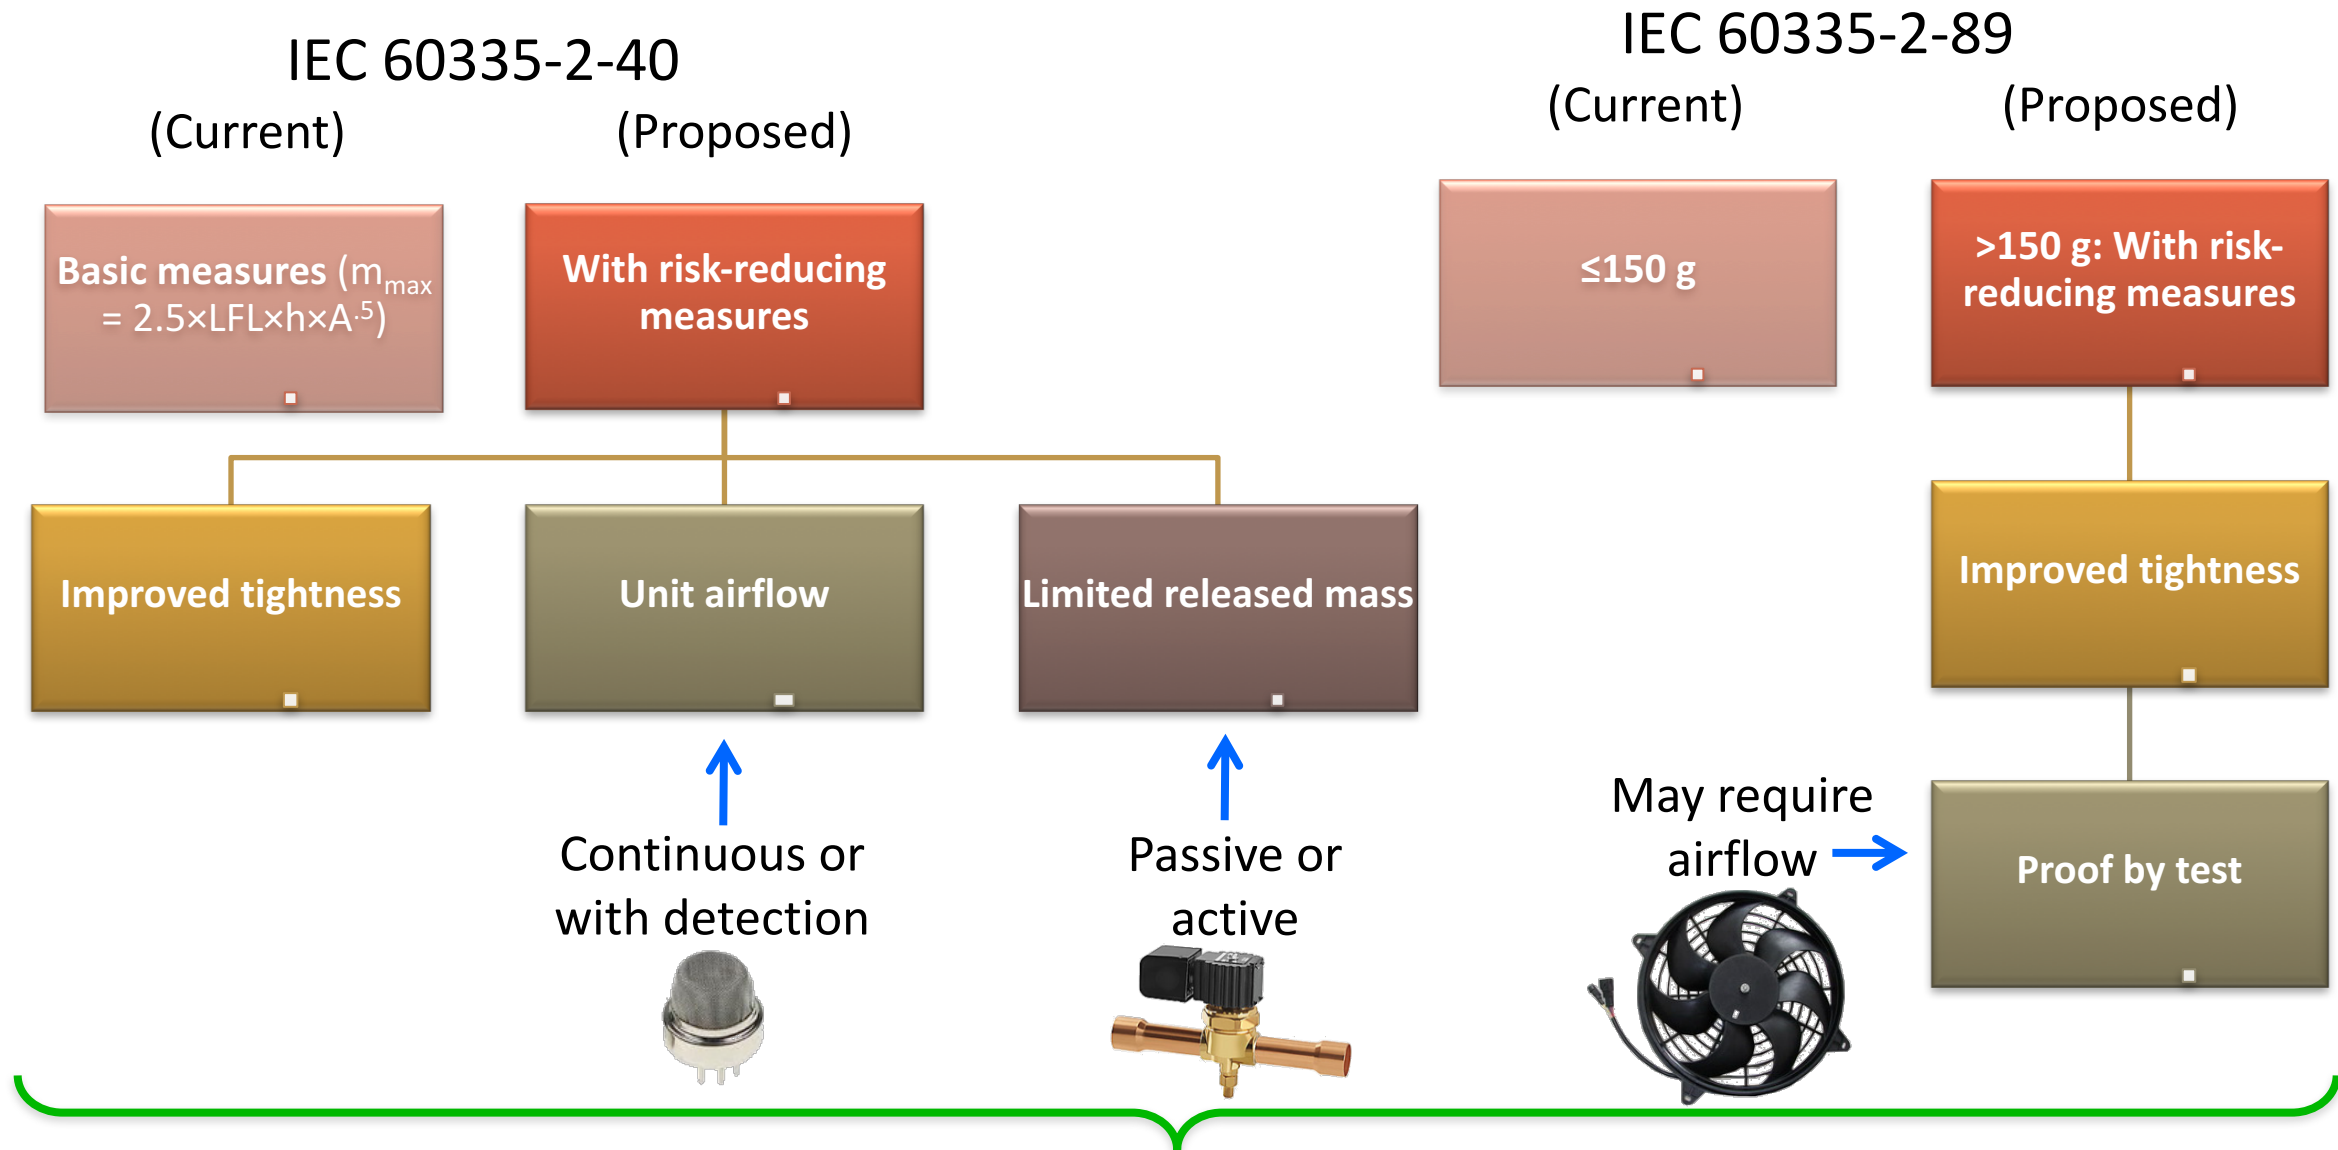 IEC 60335-2-40
(Current)
(Proposed)
Basic measures (mmax
= 2.5×LFL×h×A.5)
With risk-reducing
measures
Improved tightness
Unit airflow
Limited released mass
Continuous or
with detection
Passive or
active
IEC 60335-2-89
(Current)
(Proposed)
≤150 g
>150 g: With risk-
reducing measures
Improved tightness
May require
airflow
Proof by test